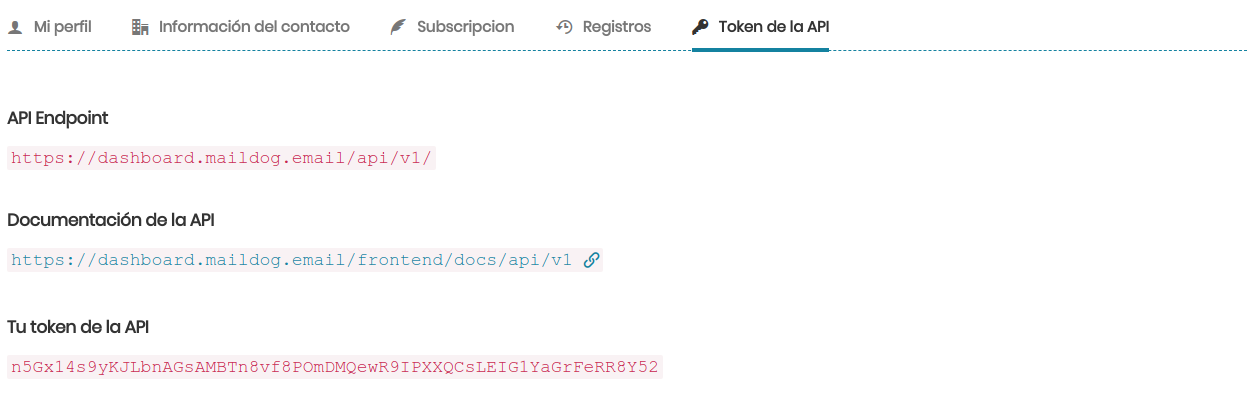 Mi perfil Información del contacto Subscripcion Registros Token de la API
API Endpoint
https://dashboard.maildog.email/api/v1/
Documentación de la API
https://dashboard.maildog.email/frontend/docs/api/v1
Tu token de la API
n5Gx14s9yKJLbnAGsAMBTn8vf8POmDMQewR9IPXXQCsLEIG1YaGrFeRR8Y52